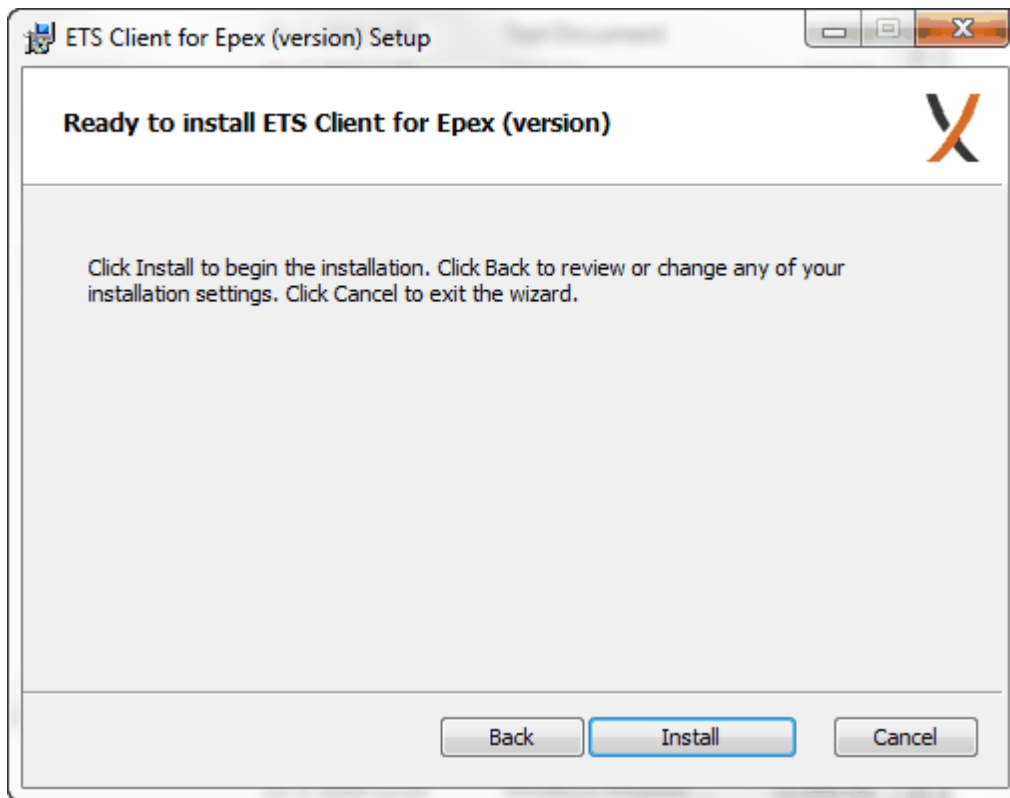 ETS Client for Epex (version) Setup
Ready to install ETS Client for Epex (version)
Click Install to begin the installation. Click Back to review or change any of your
installation settings. Click Cancel to exit the wizard.
Back Install Cancel